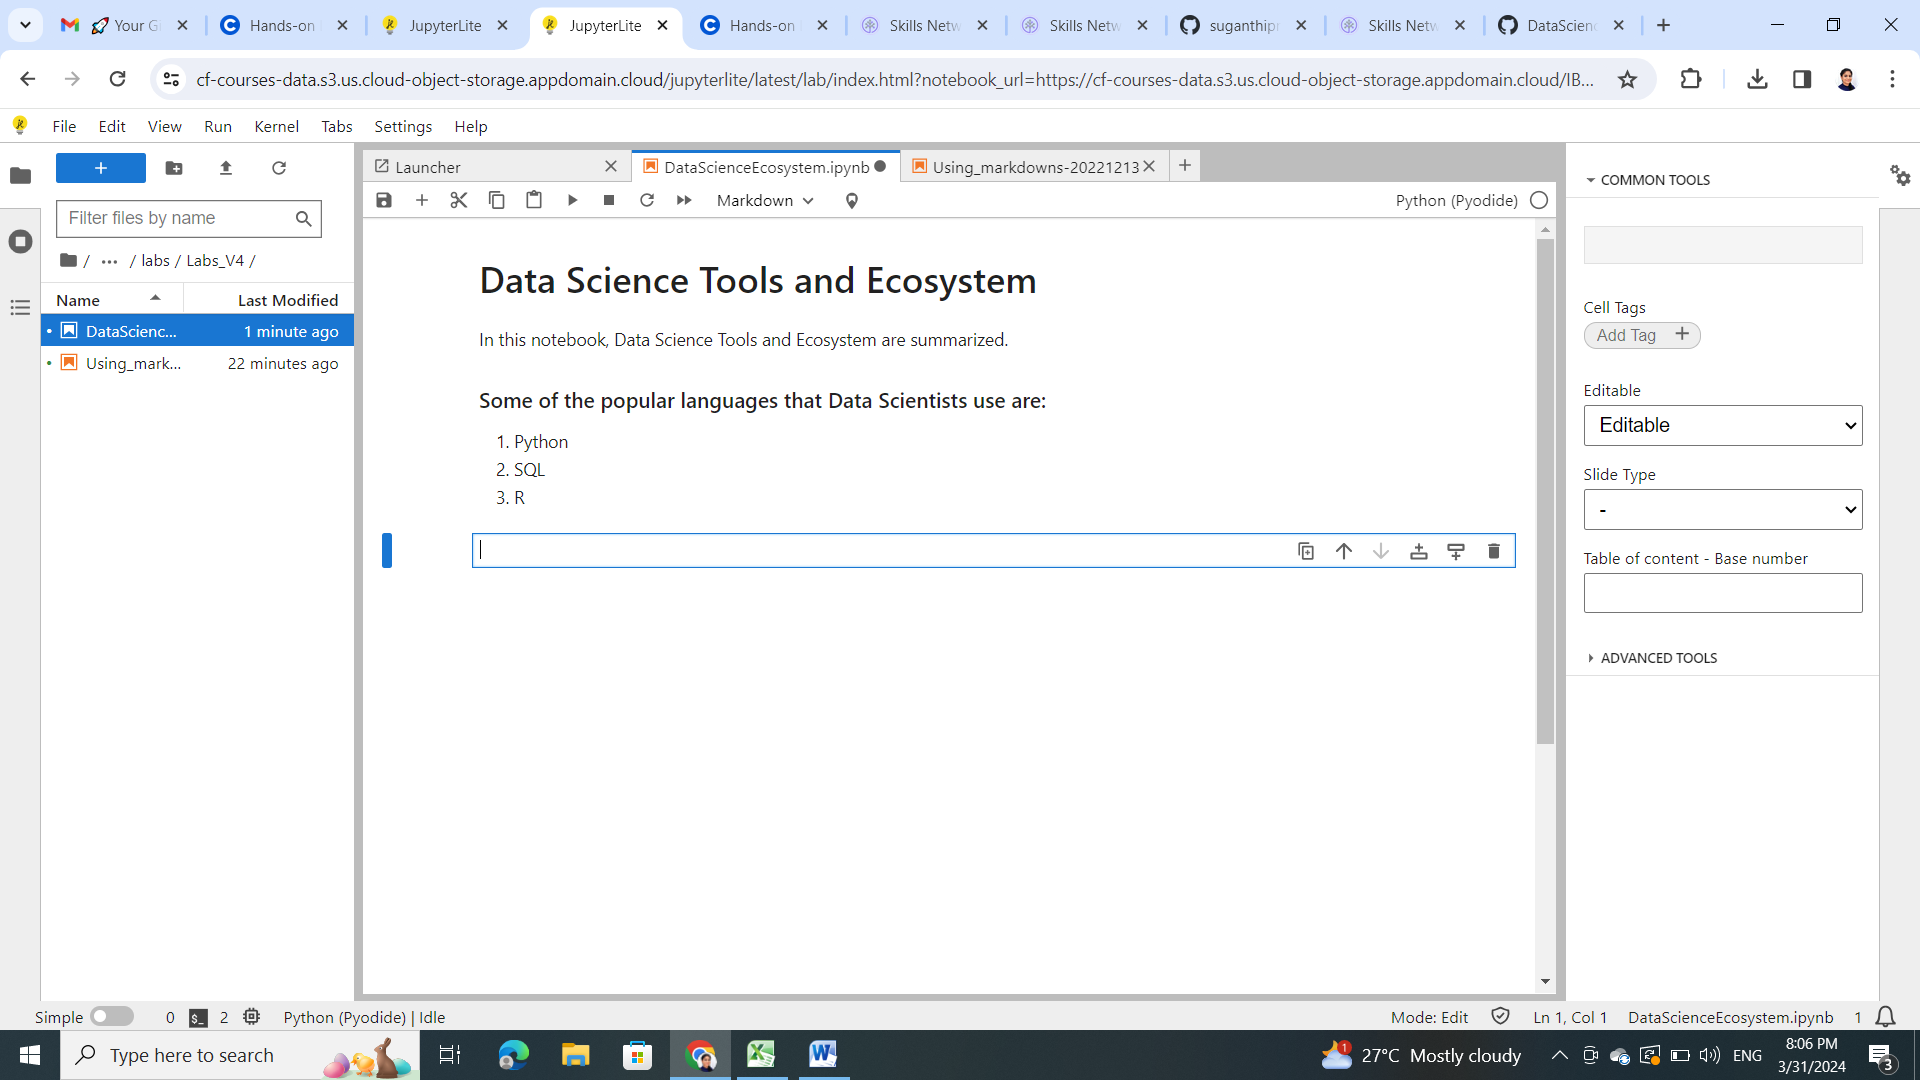 Your Gi
Hands-on
JupyterLite
JupyterLite
Hands-on
Skills Netw
Skills Netw
suganthipr
Skills Netw
DataScienc
cf-courses-data.s3.us.cloud-object-storage.appdomain.cloud/jupyterlite/latest/lab/index.html?notebook_url=https://cf-courses-data.s3.us.cloud-object-storage.appdomain.cloud/IB...
File Edit View Run Kernel Tabs Settings Help
Launcher
DataScienceEcosystem.ipynb
Using_markdowns-20221213
Markdown
Python (Pyodide)
Filter files by name
/ ... / labs / Labs_V4 /
Name Last Modified
DataScienc... 1 minute ago
Using_mark... 22 minutes ago
Data Science Tools and Ecosystem
In this notebook, Data Science Tools and Ecosystem are summarized.
Some of the popular languages that Data Scientists use are:
1. Python
2. SQL
3. R
COMMON TOOLS
Cell Tags
Add Tag +
Editable
Editable
Slide Type
-
Table of content - Base number
ADVANCED TOOLS
Simple 0 $_ 2 Python (Pyodide) | Idle
Mode: Edit Ln 1, Col 1 DataScienceEcosystem.ipynb 1
Type here to search
1 27°C Mostly cloudy
ENG
8:06 PM
3/31/2024
3